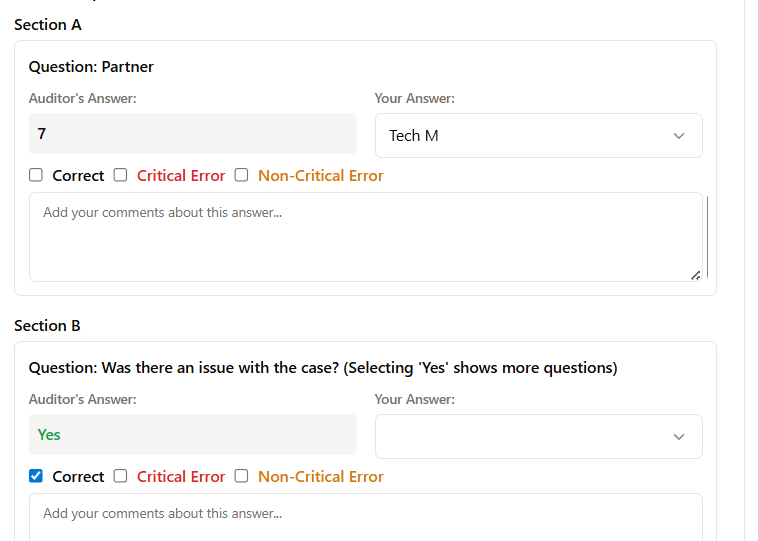 Section A
Question: Partner
Auditor's Answer: Your Answer:
7 Tech M
Correct Critical Error Non-Critical Error
Add your comments about this answer...
Section B
Question: Was there an issue with the case? (Selecting 'Yes' shows more questions)
Auditor's Answer: Your Answer:
Yes
Correct Critical Error Non-Critical Error
Add your comments about this answer...